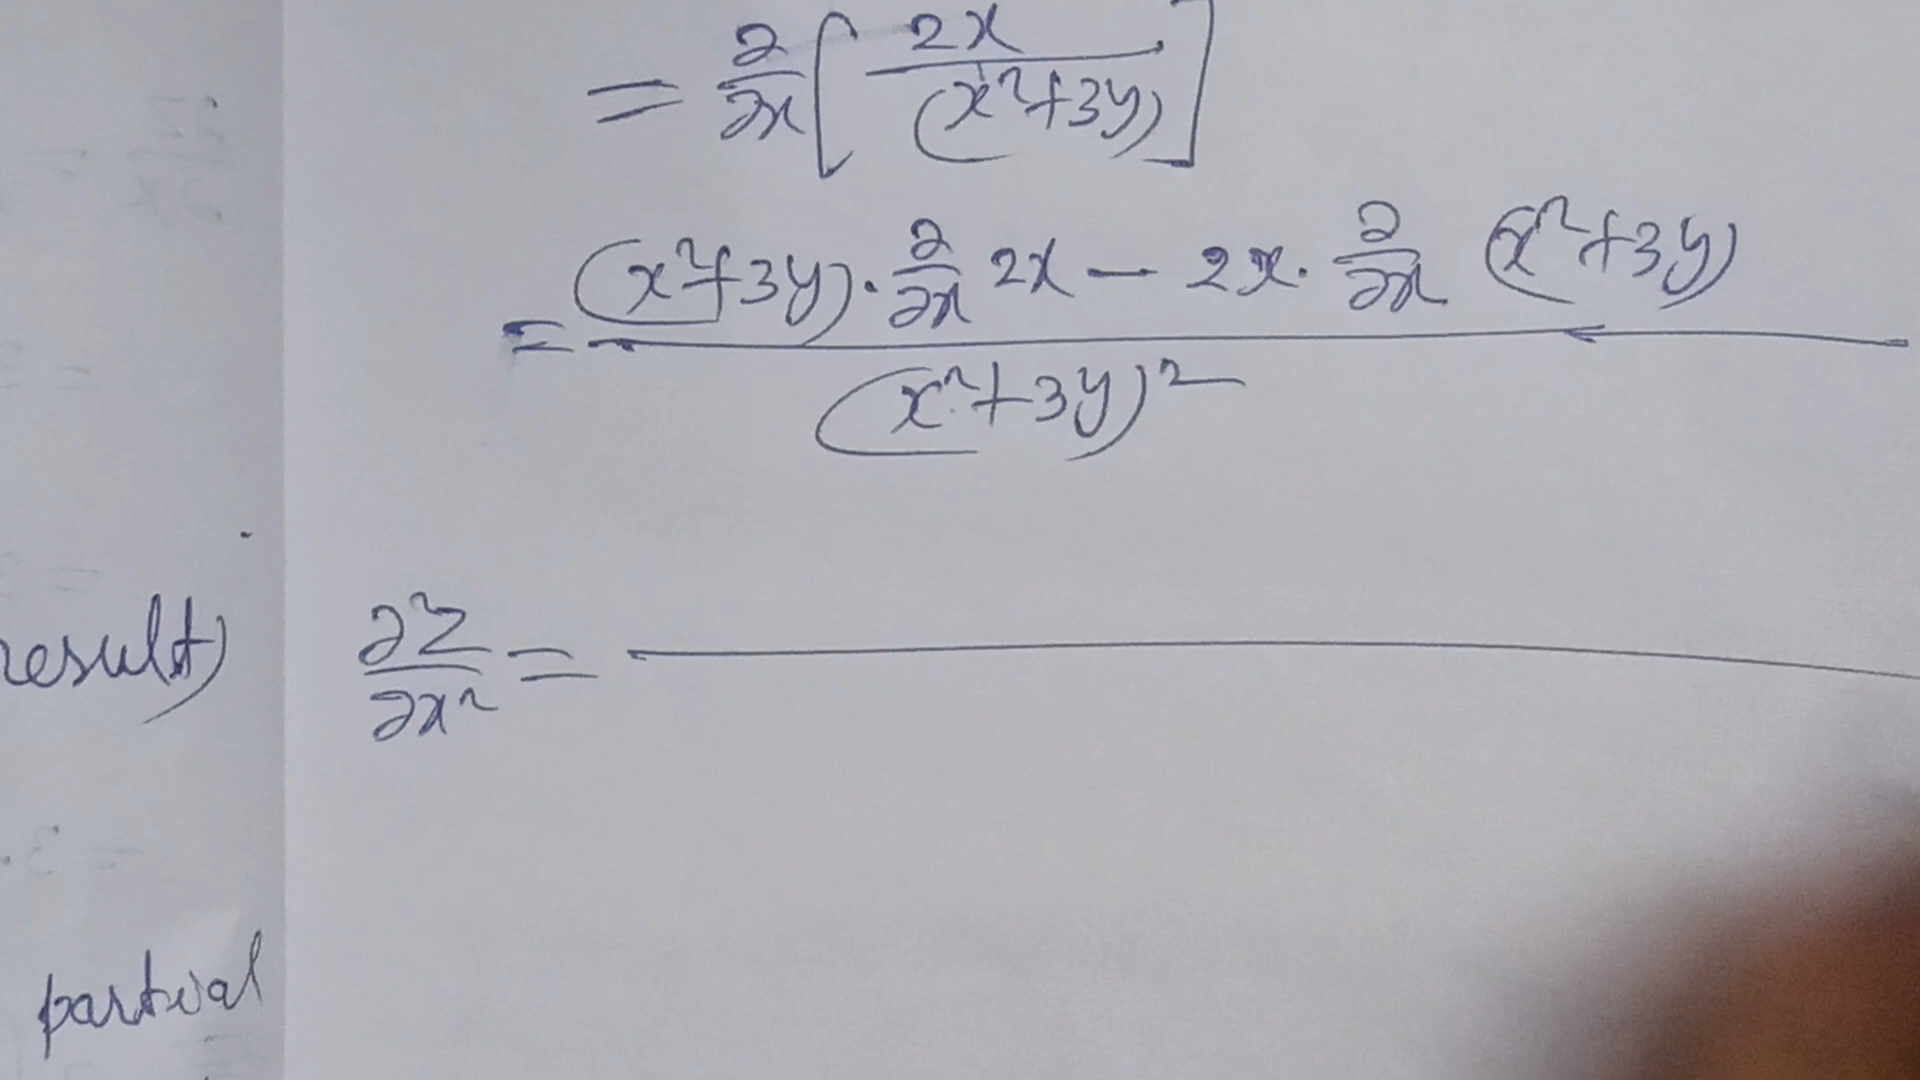 = ∂/∂x [ 2x / (x²+3y) ]
= (x²+3y)·∂/∂x 2x − 2x·∂/∂x (x²+3y) / (x²+3y)²
result) ∂²z/∂x² =
partial